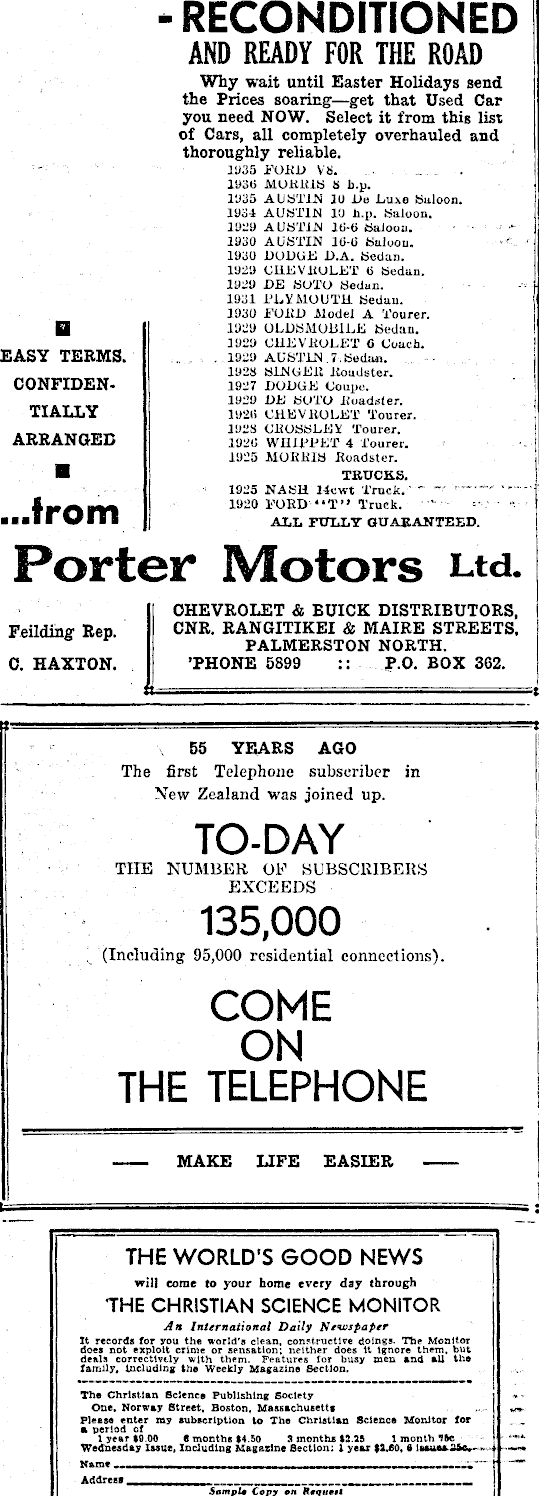 - RECONDITIONED
AND READY FOR THE ROAD
Why wait until Easter Holidays send
the Prices soaring—get that Used Car
you need NOW. Select it from this list
of Cars, all completely overhauled and
thoroughly reliable.
1935 FORD V8.
1936 MORRIS 8 h.p.
1935 AUSTIN 10 De Luxe Saloon.
1934 AUSTIN 10 h.p. Saloon.
1929 AUSTIN 16-6 Saloon.
1930 AUSTIN 16-6 Saloon.
1930 DODGE D.A. Sedan.
1929 CHEVROLET 6 Sedan.
1929 DE SOTO Sedan.
1931 PLYMOUTH Sedan.
1930 FORD Model A Tourer.
1929 OLDSMOBILE Sedan.
1929 CHEVROLET 6 Coach.
1929 AUSTIN 7 Sedan.
1928 SINGER Roadster.
1927 DODGE Coupe.
1929 DE SOTO Roadster.
1926 CHEVROLET Tourer.
1928 CROSSLEY Tourer.
1926 WHIPPET 4 Tourer.
1925 MORRIS Roadster.
TRUCKS.
1925 NASH 14cwt Truck.
1920 FORD "T" Truck.
ALL FULLY GUARANTEED.
EASY TERMS.
CONFIDEN-
TIALLY
ARRANGED
...from
Porter Motors Ltd.
Feilding Rep.
C. HAXTON.
CHEVROLET & BUICK DISTRIBUTORS,
CNR. RANGITIKEI & MAIRE STREETS,
PALMERSTON NORTH.
'PHONE 5899 :: P.O. BOX 362.
55 YEARS AGO
The first Telephone subscriber in
New Zealand was joined up.
TO-DAY
THE NUMBER OF SUBSCRIBERS
EXCEEDS
135,000
(Including 95,000 residential connections).
COME
ON
THE TELEPHONE
— MAKE LIFE EASIER —
THE WORLD'S GOOD NEWS
will come to your home every day through
THE CHRISTIAN SCIENCE MONITOR
An International Daily Newspaper
It records for you the world's clean, constructive doings. The Monitor
does not exploit crime or sensation; neither does it ignore them, but
deals correctively with them. Features for busy men and all the
family, including the Weekly Magazine Section.
The Christian Science Publishing Society
One, Norway Street, Boston, Massachusetts
Please enter my subscription to The Christian Science Monitor for
a period of
1 year $9.00 6 months $4.50 3 months $2.25 1 month 75c
Wednesday Issue, Including Magazine Section: 1 year $2.60, 6 issues 25c
Name
Address
Sample Copy on Request